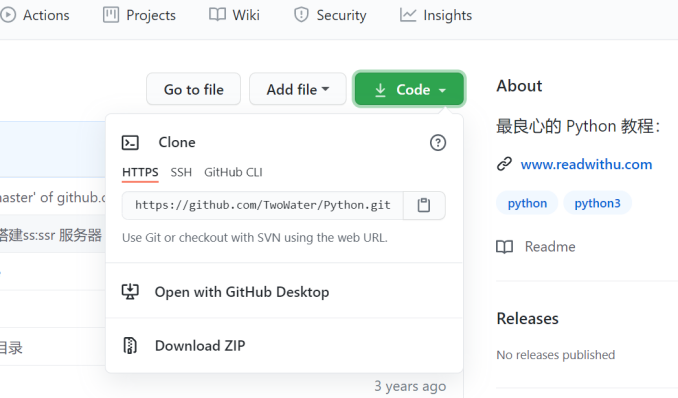 Actions Projects Wiki Security Insights
Go to file Add file Code
Clone
HTTPS SSH GitHub CLI
https://github.com/TwoWater/Python.git
Use Git or checkout with SVN using the web URL.
Open with GitHub Desktop
Download ZIP
master' of github.c
搭建ss:ssr 服务器
目录
3 years ago
About
最良心的 Python 教程：
www.readwithu.com
python python3
Readme
Releases
No releases published